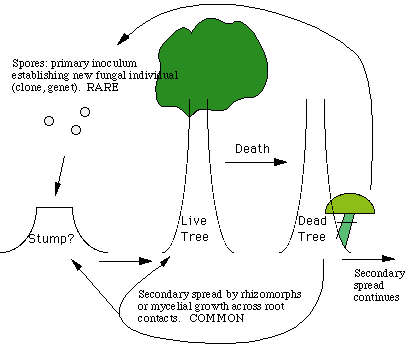 Spores: primary inoculum
establishing new fungal individual
(clone, genet).  RARE
Death
Live
Tree
Dead
Tree
Stump?
Secondary
spread
continues
Secondary spread by rhizomorphs
or mycelial growth across root
contacts.   COMMON